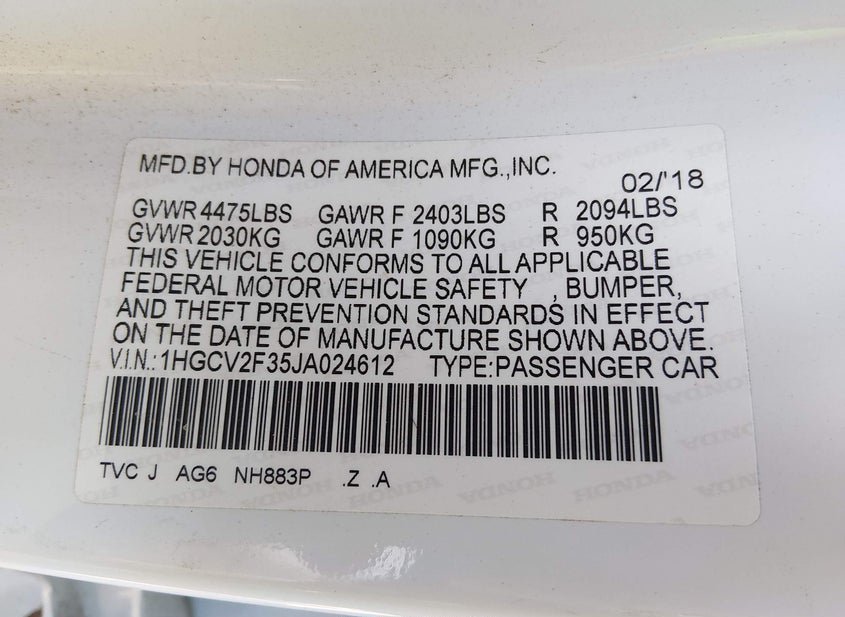 MFD.BY HONDA OF AMERICA MFG.,INC.
02/'18
GVWR 4475LBS GAWR F 2403LBS R 2094LBS
GVWR 2030KG GAWR F 1090KG R 950KG
THIS VEHICLE CONFORMS TO ALL APPLICABLE
FEDERAL MOTOR VEHICLE SAFETY , BUMPER,
AND THEFT PREVENTION STANDARDS IN EFFECT
ON THE DATE OF MANUFACTURE SHOWN ABOVE.
V.I.N.: 1HGCV2F35JA024612 TYPE:PASSENGER CAR
TVC J AG6 NH883P .Z .A